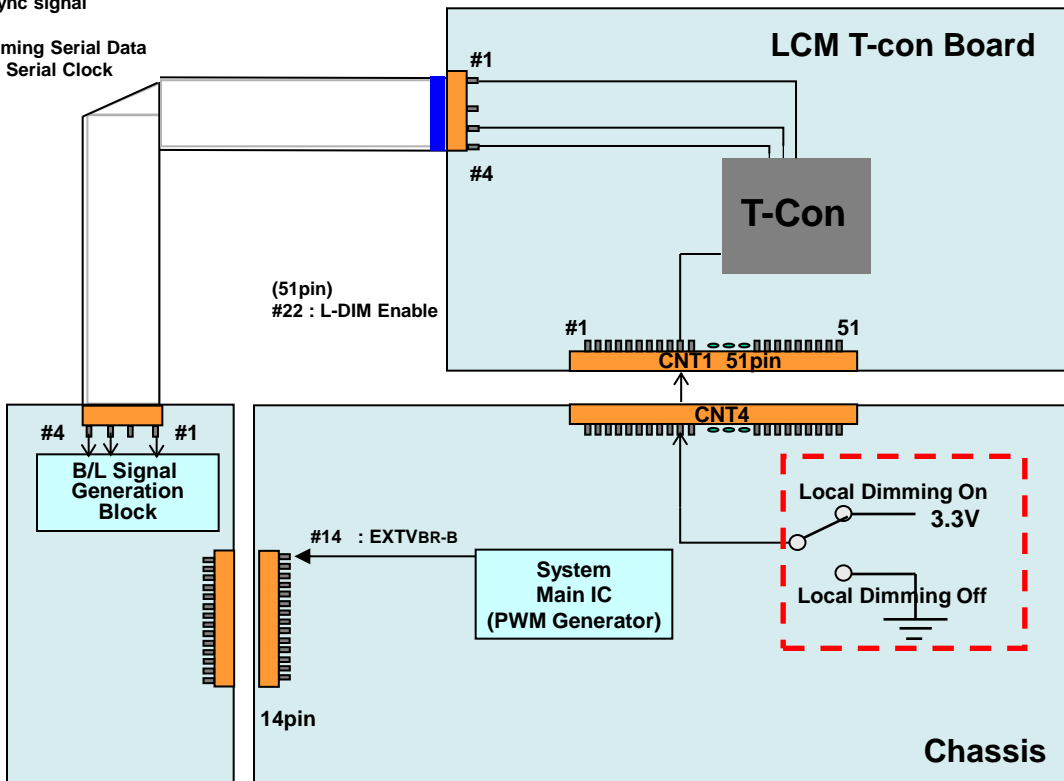 ync signal
ming Serial Data
Serial Clock
LCM T-con Board
#1
#4
T-Con
(51pin)
#22 : L-DIM Enable
#1
51
CNT1 51pin
CNT4
#4
#1
B/L Signal
Generation
Block
Local Dimming On
3.3V
#14 : EXTVBR-B
System
Main IC
(PWM Generator)
Local Dimming Off
14pin
Chassis